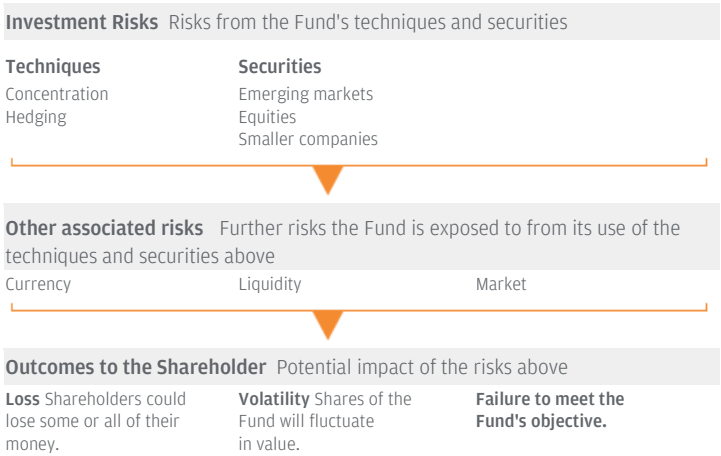 Investment Risks Risks from the Fund's techniques and securities
Techniques
Concentration
Hedging
Securities
Emerging markets
Equities
Smaller companies
Other associated risks Further risks the Fund is exposed to from its use of the
techniques and securities above
Currency
Liquidity
Market
Outcomes to the Shareholder Potential impact of the risks above
Loss Shareholders could
lose some or all of their
money.
Volatility Shares of the
Fund will fluctuate
in value.
Failure to meet the
Fund's objective.